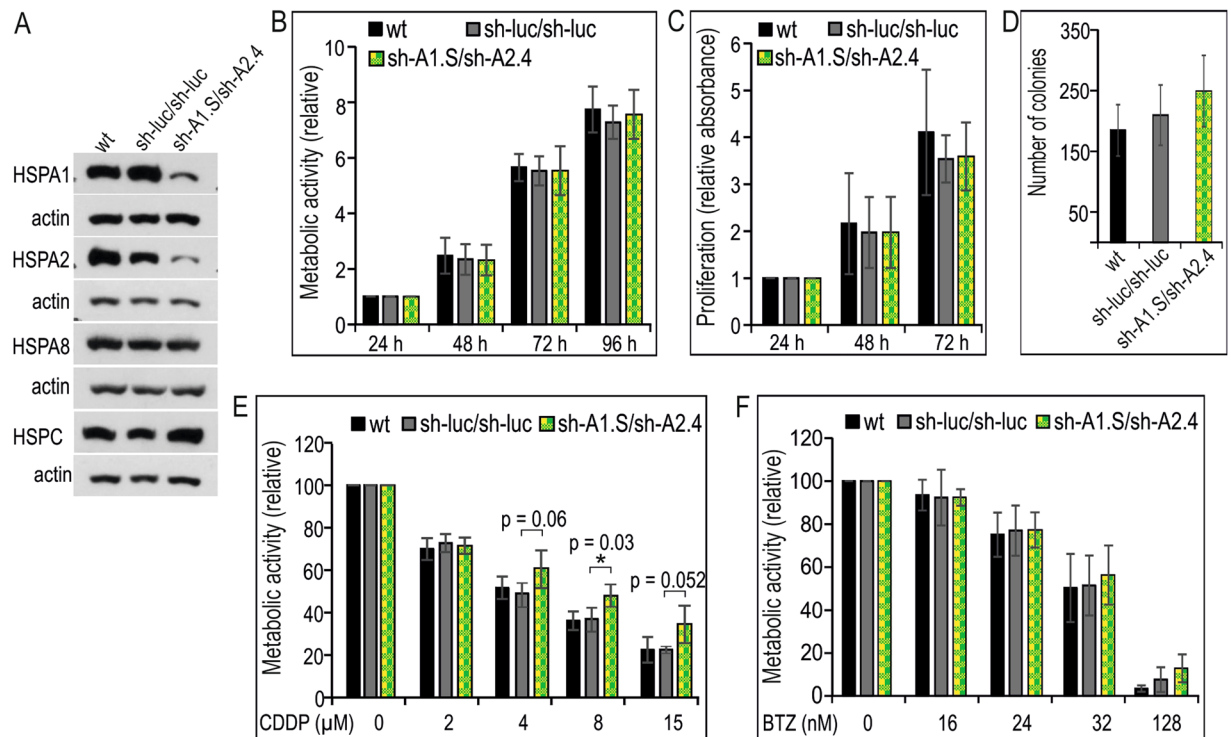 A
wt
sh-luc/sh-luc
sh-A1.S/sh-A2.4
HSPA1
actin
HSPA2
actin
HSPA8
actin
HSPC
actin
B
wt sh-luc/sh-luc
sh-A1.S/sh-A2.4
Metabolic activity (relative)
10
8
6
4
2
0
24 h 48 h 72 h 96 h
C
wt sh-luc/sh-luc
sh-A1.S/sh-A2.4
Proliferation (relative absorbance)
6
5
4
3
2
1
0
24 h 48 h 72 h
D
Number of colonies
350
250
150
50
wt
sh-luc/sh-luc
sh-A1.S/sh-A2.4
E
wt sh-luc/sh-luc sh-A1.S/sh-A2.4
Metabolic activity (relative)
120
100
80
60
40
20
0
p = 0.06
p = 0.03
*
p = 0.052
CDDP (µM) 0 2 4 8 15
F
wt sh-luc/sh-luc sh-A1.S/sh-A2.4
Metabolic activity (relative)
120
100
80
60
40
20
0
BTZ (nM) 0 16 24 32 128